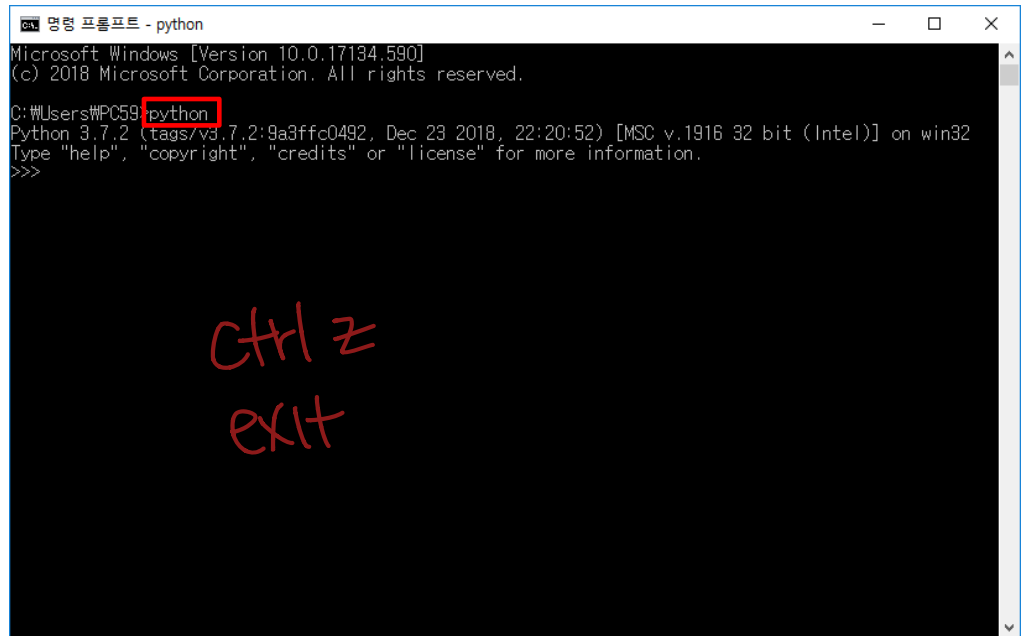 명령 프롬프트 - python
Microsoft Windows [Version 10.0.17134.590]
(c) 2018 Microsoft Corporation. All rights reserved.
C:₩Users₩PC59>python
Python 3.7.2 (tags/v3.7.2:9a3ffc0492, Dec 23 2018, 22:20:52) [MSC v.1916 32 bit (Intel)] on win32
Type "help", "copyright", "credits" or "license" for more information.
>>>
ctrl z
exit